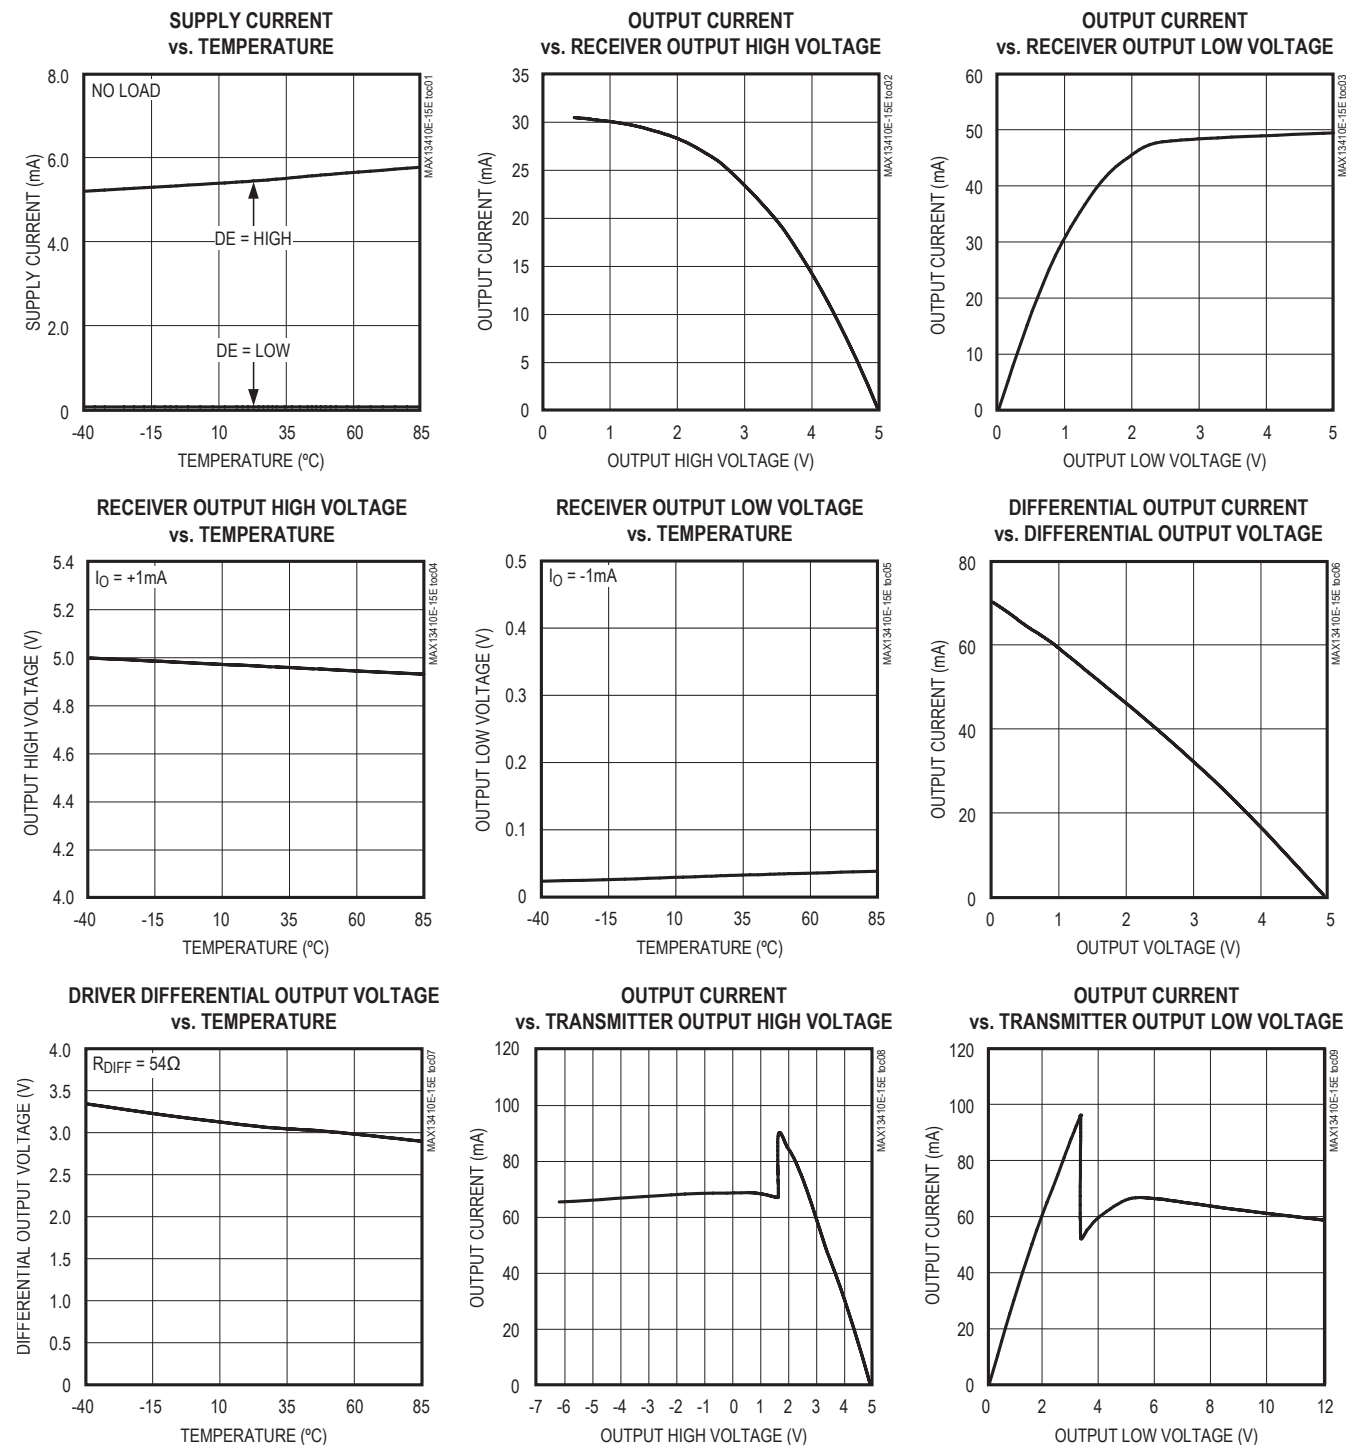 SUPPLY CURRENT
vs. TEMPERATURE
8.0
6.0
4.0
2.0
0
SUPPLY CURRENT (mA)
NO LOAD
DE = HIGH
DE = LOW
MAX13410E-15E toc01
-40 -15 10 35 60 85
TEMPERATURE (ºC)
OUTPUT CURRENT
vs. RECEIVER OUTPUT HIGH VOLTAGE
35
30
25
20
15
10
5
0
OUTPUT CURRENT (mA)
MAX13410E-15E toc02
0 1 2 3 4 5
OUTPUT HIGH VOLTAGE (V)
OUTPUT CURRENT
vs. RECEIVER OUTPUT LOW VOLTAGE
60
50
40
30
20
10
0
OUTPUT CURRENT (mA)
MAX13410E-15E toc03
0 1 2 3 4 5
OUTPUT LOW VOLTAGE (V)
RECEIVER OUTPUT HIGH VOLTAGE
vs. TEMPERATURE
5.4
5.2
5.0
4.8
4.6
4.4
4.2
4.0
OUTPUT HIGH VOLTAGE (V)
IO = +1mA
MAX13410E-15E toc04
-40 -15 10 35 60 85
TEMPERATURE (ºC)
RECEIVER OUTPUT LOW VOLTAGE
vs. TEMPERATURE
0.5
0.4
0.3
0.2
0.1
0
OUTPUT LOW VOLTAGE (V)
IO = -1mA
MAX13410E-15E toc05
-40 -15 10 35 60 85
TEMPERATURE (ºC)
DIFFERENTIAL OUTPUT CURRENT
vs. DIFFERENTIAL OUTPUT VOLTAGE
80
60
40
20
0
OUTPUT CURRENT (mA)
MAX13410E-15E toc06
0 1 2 3 4 5
OUTPUT VOLTAGE (V)
DRIVER DIFFERENTIAL OUTPUT VOLTAGE
vs. TEMPERATURE
4.0
3.5
3.0
2.5
2.0
1.5
1.0
0.5
0
DIFFERENTIAL OUTPUT VOLTAGE (V)
RDIFF = 54Ω
MAX13410E-15E toc07
-40 -15 10 35 60 85
TEMPERATURE (ºC)
OUTPUT CURRENT
vs. TRANSMITTER OUTPUT HIGH VOLTAGE
120
100
80
60
40
20
0
OUTPUT CURRENT (mA)
MAX13410E-15E toc08
-7 -6 -5 -4 -3 -2 -1 0 1 2 3 4 5
OUTPUT HIGH VOLTAGE (V)
OUTPUT CURRENT
vs. TRANSMITTER OUTPUT LOW VOLTAGE
120
100
80
60
40
20
0
OUTPUT CURRENT (mA)
MAX13410E-15E toc09
0 2 4 6 8 10 12
OUTPUT LOW VOLTAGE (V)